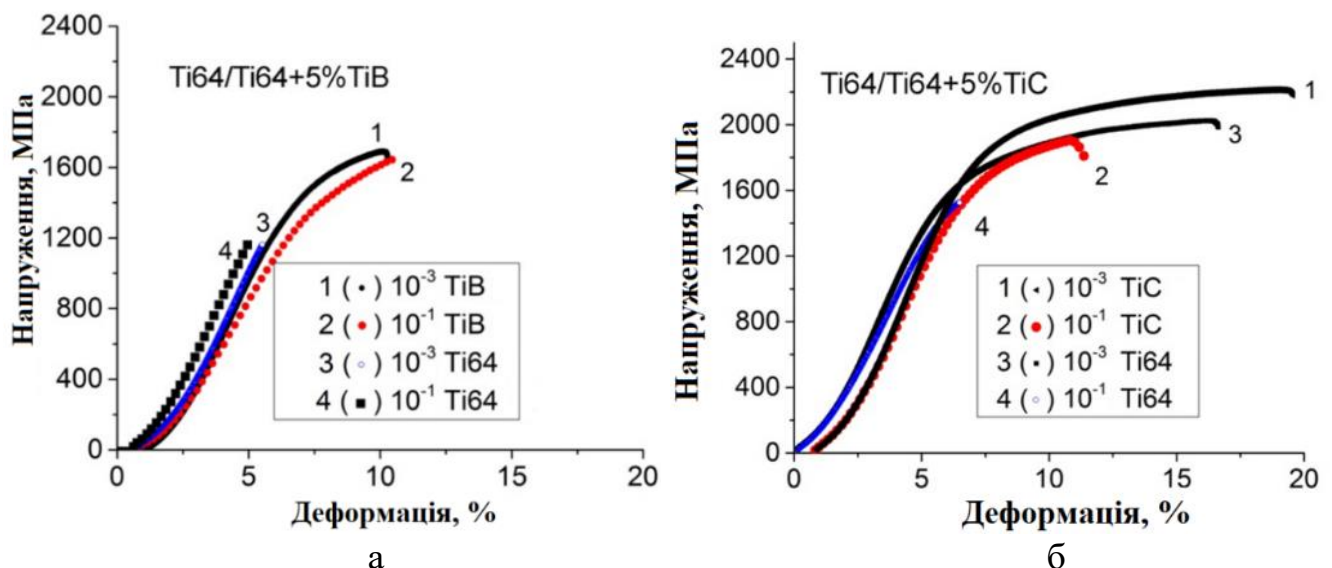 2400
2000
1600
1200
800
400
0
Напруження, МПа
Ti64/Ti64+5%TiB
1
2
3
4
1 ( • ) 10⁻³ TiB
2 ( ● ) 10⁻¹ TiB
3 ( ○ ) 10⁻³ Ti64
4 ( ■ ) 10⁻¹ Ti64
0 5 10 15 20
Деформація, %
а
2400
2000
1600
1200
800
400
0
Напруження, МПа
Ti64/Ti64+5%TiC
1
3
2
4
1 ( ◂ ) 10⁻³ TiC
2 ( ● ) 10⁻¹ TiC
3 ( ▪ ) 10⁻³ Ti64
4 ( ○ ) 10⁻¹ Ti64
0 5 10 15 20
Деформація, %
б